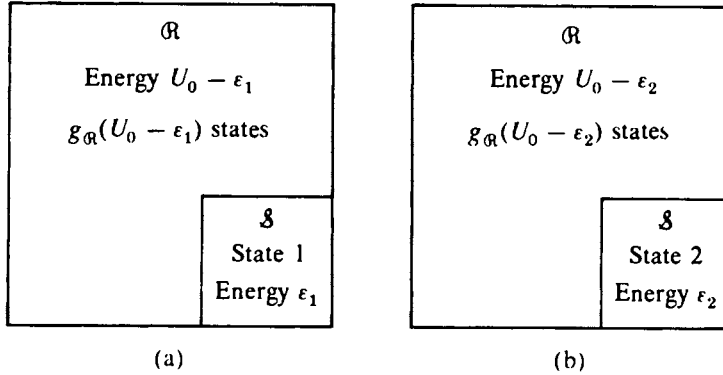 ℛ
Energy U₀ − ε₁
g_ℛ(U₀ − ε₁) states
𝒮
State 1
Energy ε₁
(a)
ℛ
Energy U₀ − ε₂
g_ℛ(U₀ − ε₂) states
𝒮
State 2
Energy ε₂
(b)